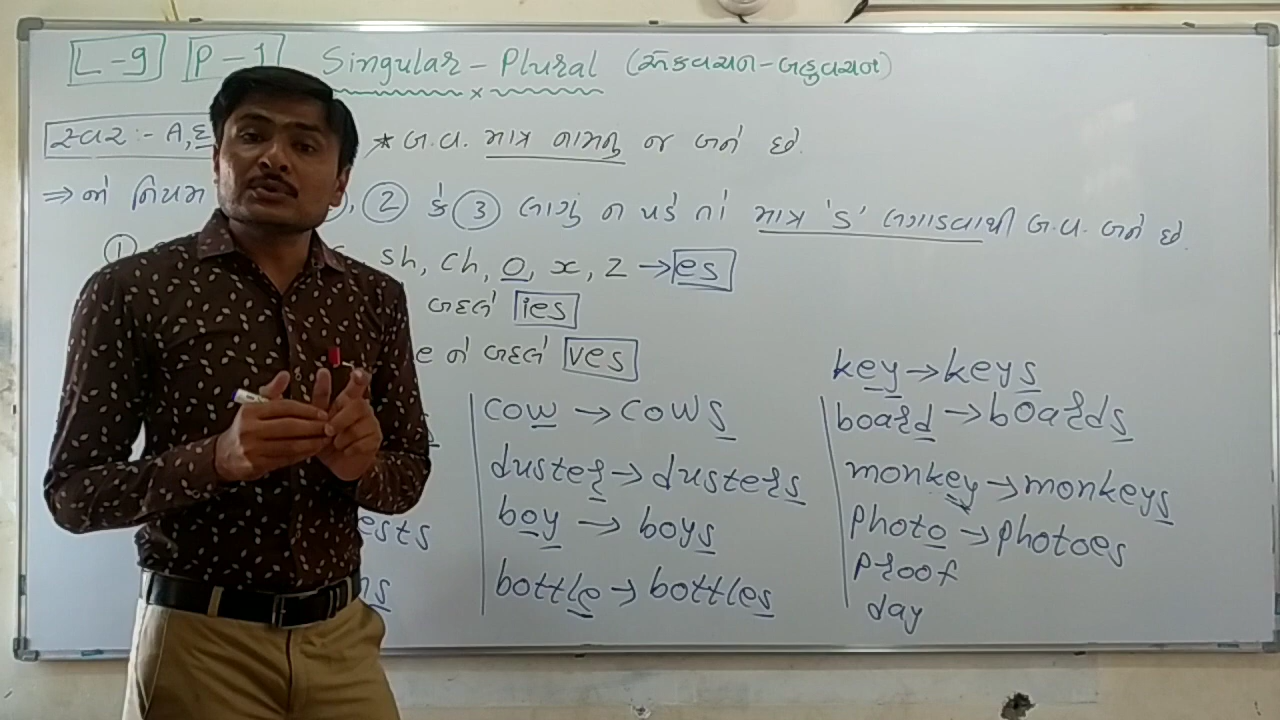 L-9 P-1 Singular - Plural (એકવચન-બહુવચન)
સ્વર :- A, E
* બ.વ. માત્ર નામનુ જ બને છે.
⇒ જો નિયમ , ② કે ③ લાગુ ન પડે તો માત્ર 's' લગાડવાથી બ.વ. બને છે.
① sh, ch, o, x, z → es
બદલે ies
e ને બદલે ves
key → keys
cow → cows
board → boards
duster → dusters
monkey → monkeys
boy → boys
photo → photoes
bottle → bottles
proof
day